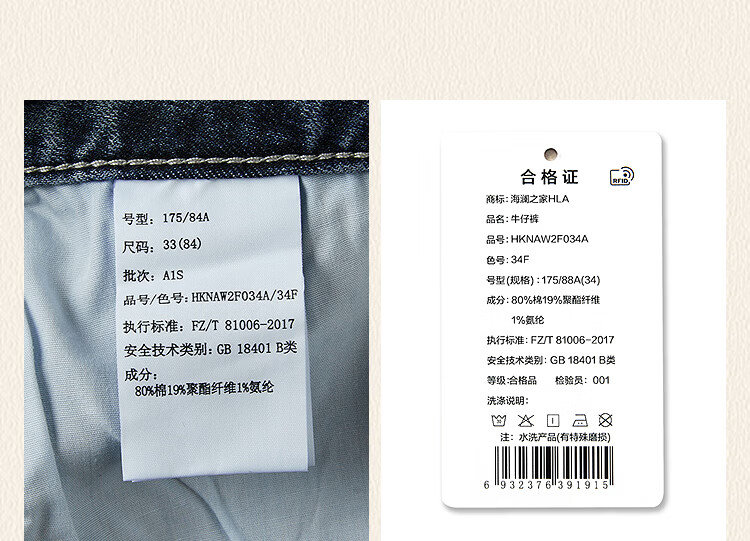 号型: 175/84A
尺码: 33(84)
批次: A1S
品号/色号: HKNAW2F034A/34F
执行标准: FZ/T 81006-2017
安全技术类别: GB 18401 B类
成分:
80%棉19%聚酯纤维1%氨纶
合格证
RFID
商标: 海澜之家HLA
品名: 牛仔裤
品号: HKNAW2F034A
色号: 34F
号型(规格) : 175/88A(34)
成分: 80%棉19%聚酯纤维
1%氨纶
执行标准: FZ/T 81006-2017
安全技术类别: GB 18401 B类
等级:合格品 检验员: 001
洗涤说明:
30
注: 水洗产品(有特殊磨损)
6 932376 391915